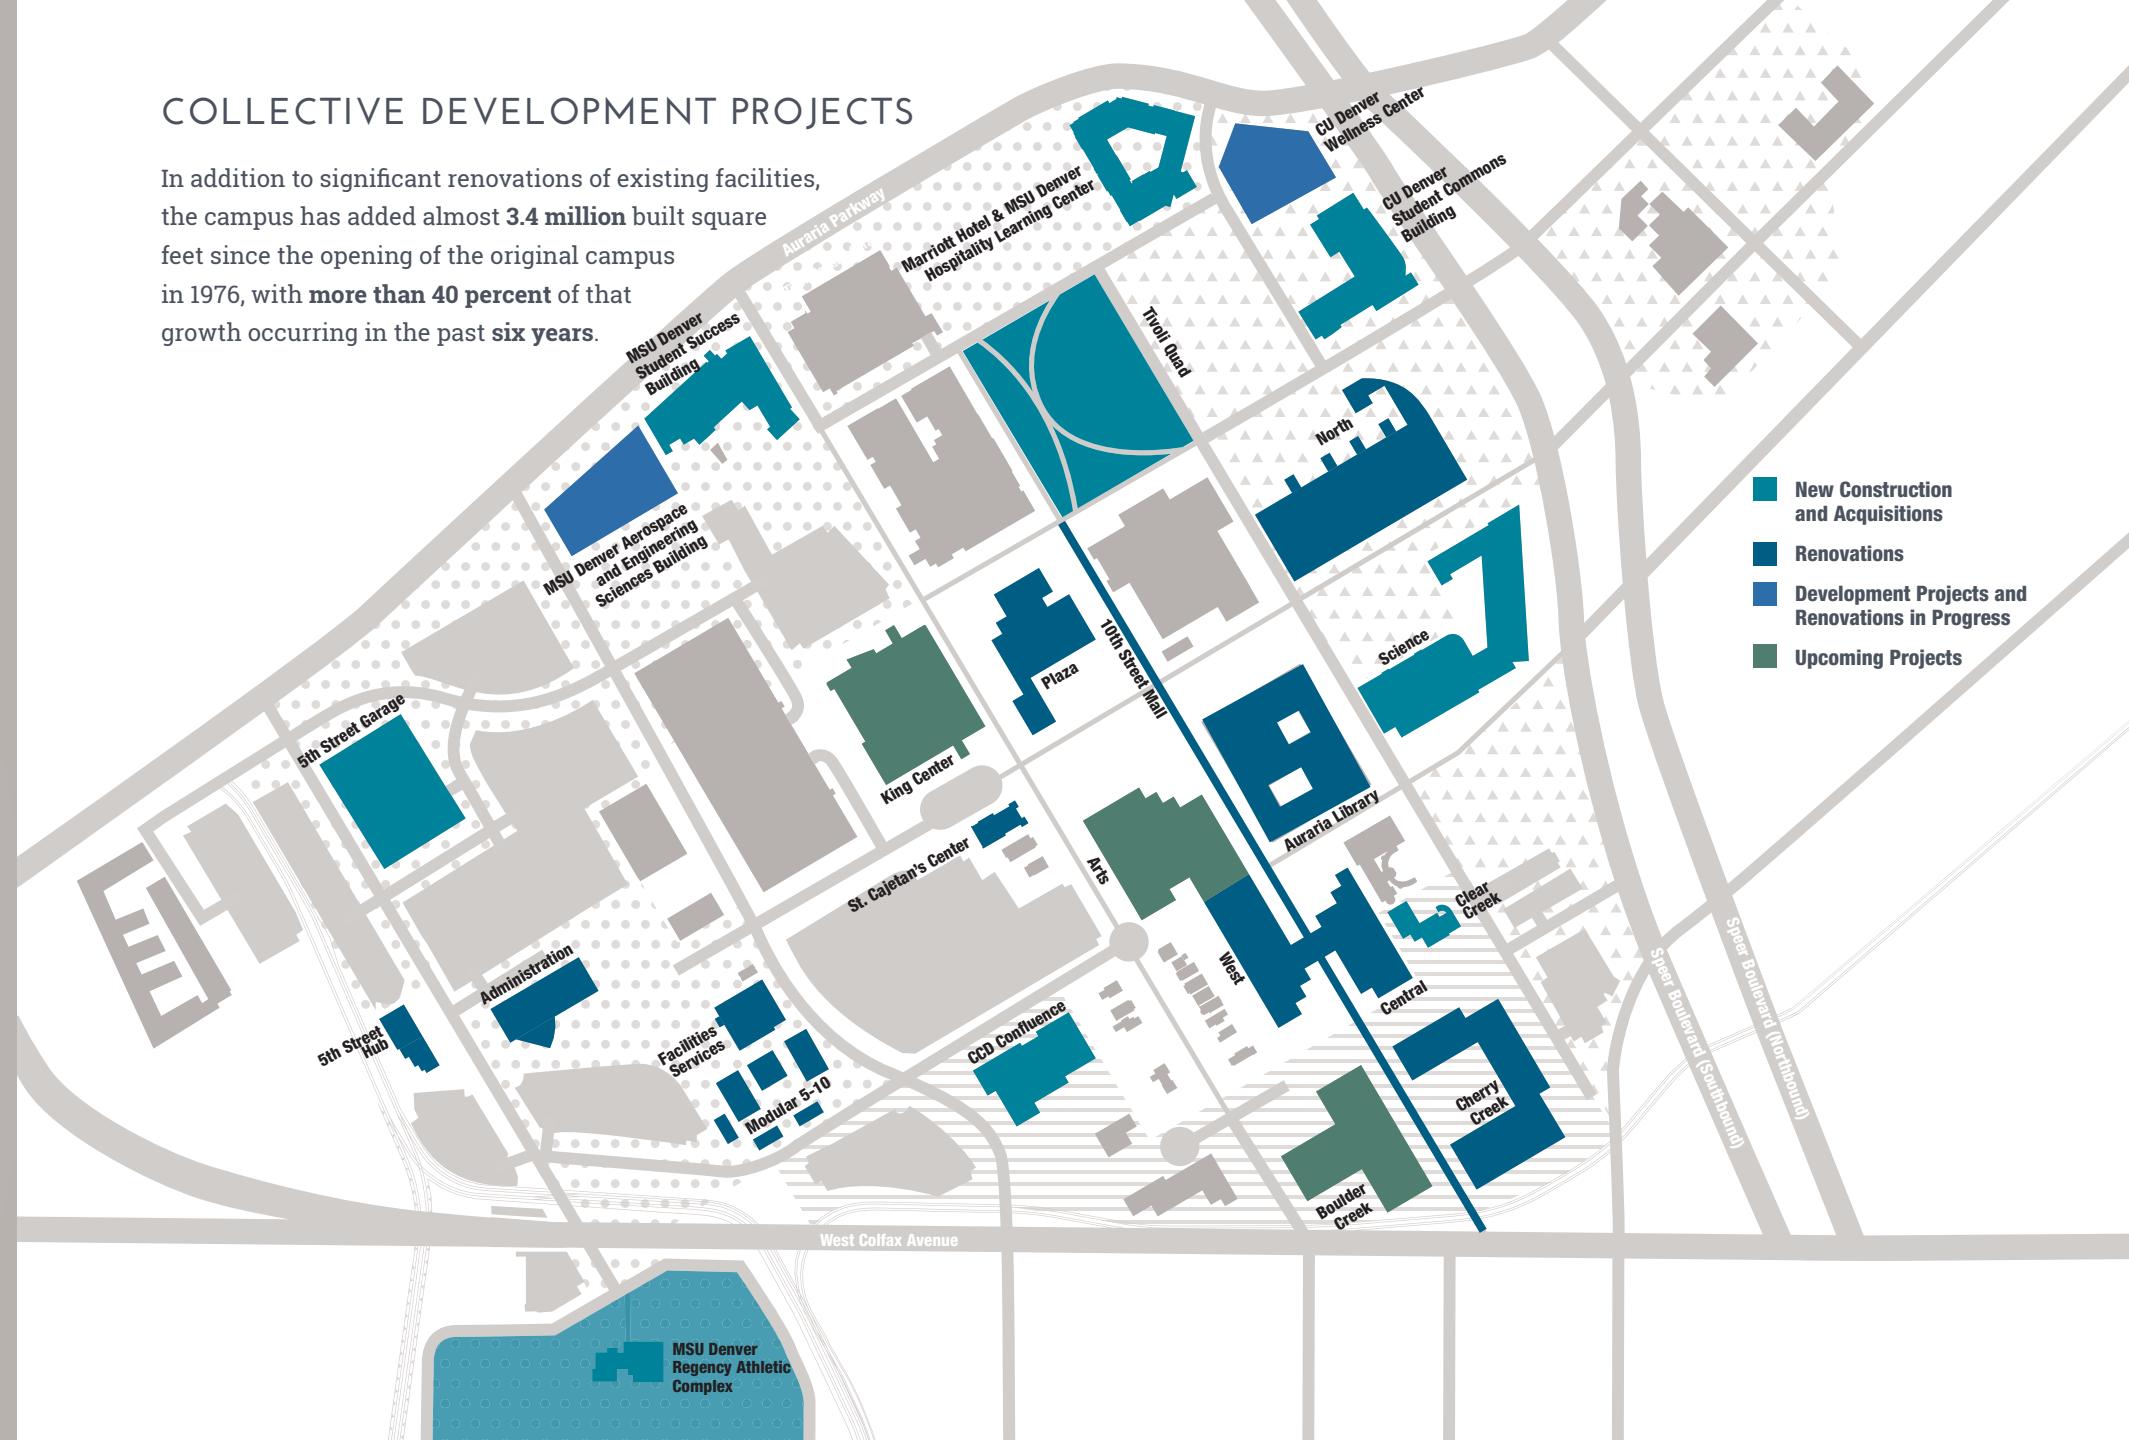 COLLECTIVE DEVELOPMENT PROJECTS
In addition to significant renovations of existing facilities,
the campus has added almost 3.4 million built square
feet since the opening of the original campus
in 1976, with more than 40 percent of that
growth occurring in the past six years.
Auraria Parkway
Marriott Hotel & MSU Denver
Hospitality Learning Center
CU Denver
Wellness Center
CU Denver
Student Commons
Building
MSU Denver
Student Success
Building
Tivoli Quad
North
MSU Denver Aerospace
and Engineering
Sciences Building
New Construction
and Acquisitions
Renovations
Development Projects and
Renovations in Progress
Upcoming Projects
Science
10th Street Mall
Plaza
5th Street Garage
King Center
Auraria Library
St. Cajetan's Center
Arts
Clear
Creek
West
Central
Administration
5th Street
Hub
Facilities
Services
Modular 5-10
CCD Confluence
Cherry
Creek
Boulder
Creek
Speer Boulevard (Southbound)
Speer Boulevard (Northbound)
West Colfax Avenue
MSU Denver
Regency Athletic
Complex